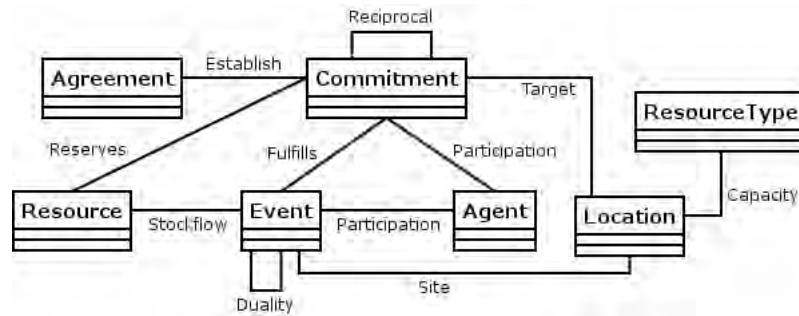 Reciprocal
Agreement
Establish
Commitment
Target
ResourceType
Reserves
Fulfills
Participation
Capacity
Resource
Stockflow
Event
Participation
Agent
Location
Site
Duality